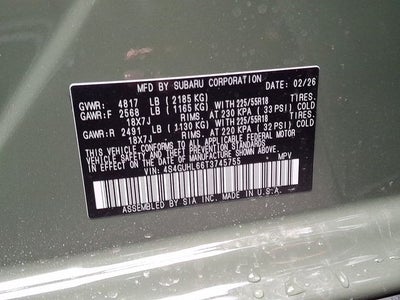 MFD BY SUBARU CORPORATION DATE: 02/26
GVWR: 4817 LB (2185 KG) TIRES.
GAWR:F 2568 LB (1165 KG) WITH 225/55R18
18X7J RIMS. AT 230 KPA (33 PSI) COLD
GAWR:R 2491 LB (1130 KG) WITH 225/55R18 TIRES.
18X7J RIMS. AT 220 KPA (32 PSI) COLD
THIS VEHICLE CONFORMS TO ALL APPLICABLE FEDERAL MOTOR
VEHICLE SAFETY, BUMPER, AND THEFT PREVENTION STANDARDS
IN EFFECT ON THE DATE OF MANUFACTURE SHOWN ABOVE.
VIN: 4S4GUHL66T3745755 MPV
ASSEMBLED BY SIA INC. MADE IN U.S.A.